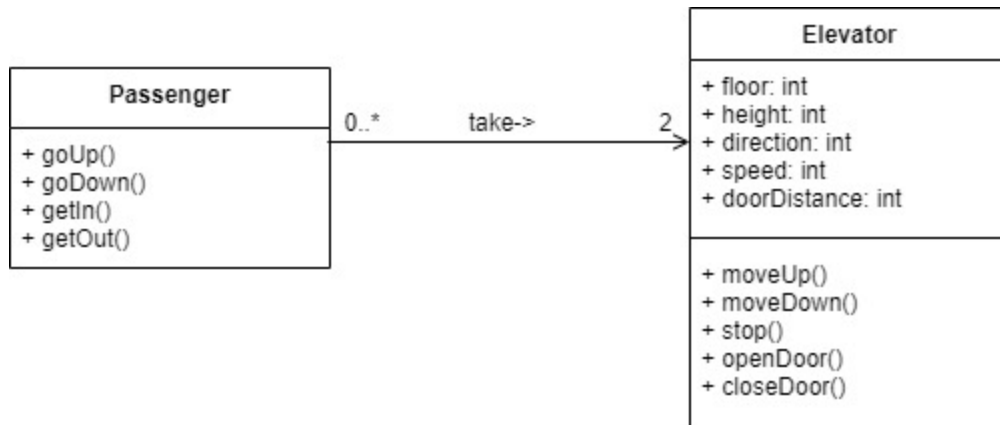 Passenger
+ goUp()
+ goDown()
+ getIn()
+ getOut()
0..*
take->
2
Elevator
+ floor: int
+ height: int
+ direction: int
+ speed: int
+ doorDistance: int
+ moveUp()
+ moveDown()
+ stop()
+ openDoor()
+ closeDoor()